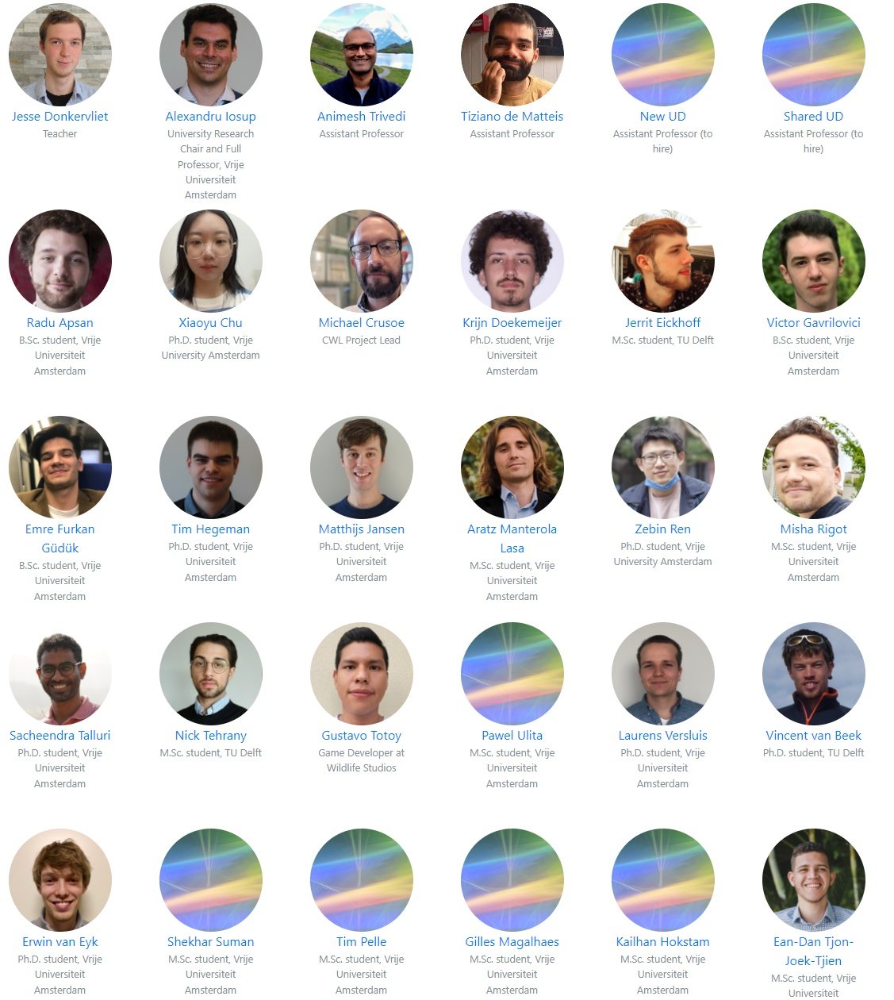 Jesse Donkervliet
Teacher
Alexandru Iosup
University Research
Chair and Full
Professor, Vrije
Universiteit
Amsterdam
Animesh Trivedi
Assistant Professor
Tiziano de Matteis
Assistant Professor
New UD
Assistant Professor (to
hire)
Shared UD
Assistant Professor (to
hire)
Radu Apsan
B.Sc. student, Vrije
Universiteit
Amsterdam
Xiaoyu Chu
Ph.D. student, Vrije
University Amsterdam
Michael Crusoe
CWL Project Lead
Krijn Doekemeijer
Ph.D. student, Vrije
Universiteit
Amsterdam
Jerrit Eickhoff
M.Sc. student, TU Delft
Victor Gavrilovici
B.Sc. student, Vrije
Universiteit
Amsterdam
Emre Furkan
Güdük
B.Sc. student, Vrije
Universiteit
Amsterdam
Tim Hegeman
Ph.D. student, Vrije
Universiteit
Amsterdam
Matthijs Jansen
Ph.D. student, Vrije
Universiteit
Amsterdam
Aratz Manterola
Lasa
M.Sc. student, Vrije
Universiteit
Amsterdam
Zebin Ren
Ph.D. student, Vrije
University Amsterdam
Misha Rigot
M.Sc. student, Vrije
Universiteit
Amsterdam
Sacheendra Talluri
Ph.D. student, Vrije
Universiteit
Amsterdam
Nick Tehrany
M.Sc. student, TU Delft
Gustavo Totoy
Game Developer at
Wildlife Studios
Pawel Ulita
M.Sc. student, Vrije
Universiteit
Amsterdam
Laurens Versluis
Ph.D. student, Vrije
Universiteit
Amsterdam
Vincent van Beek
Ph.D. student, TU Delft
Erwin van Eyk
Ph.D. student, Vrije
Universiteit
Amsterdam
Shekhar Suman
M.Sc. student, Vrije
Universiteit
Amsterdam
Tim Pelle
M.Sc. student, Vrije
Universiteit
Amsterdam
Gilles Magalhaes
M.Sc. student, Vrije
Universiteit
Amsterdam
Kailhan Hokstam
M.Sc. student, Vrije
Universiteit
Amsterdam
Ean-Dan Tjon-
Joek-Tjien
M.Sc. student, Vrije
Universiteit